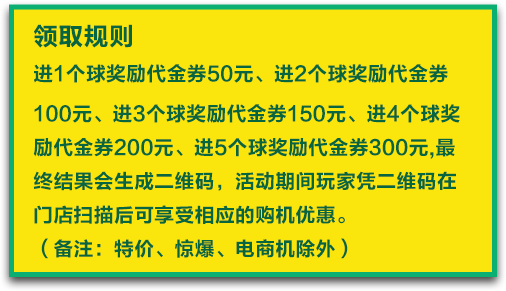 领取规则
进1个球奖励代金券50元、进2个球奖励代金券
100元、进3个球奖励代金券150元、进4个球奖
励代金券200元、进5个球奖励代金券300元,最
终结果会生成二维码，活动期间玩家凭二维码在
门店扫描后可享受相应的购机优惠。
（备注：特价、惊爆、电商机除外）